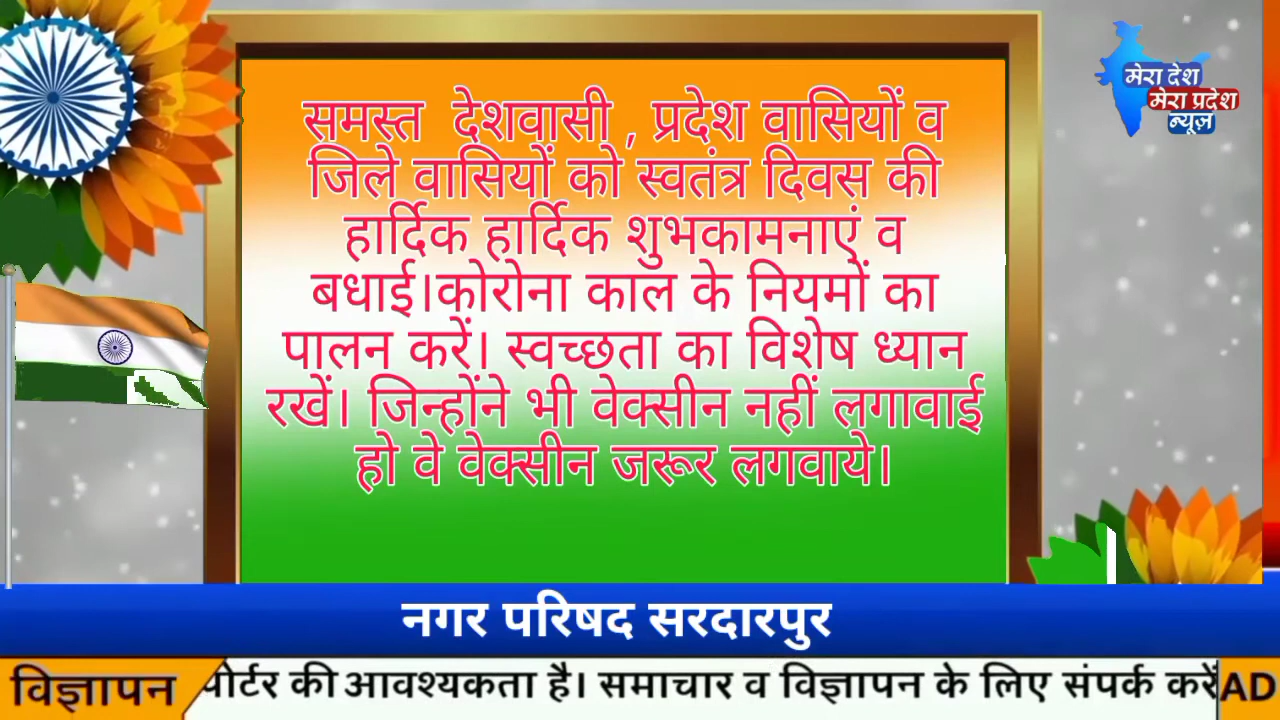 मेरा देश
मेरा प्रदेश
न्यूज़
समस्त देशवासी , प्रदेश वासियों व
जिले वासियों को स्वतंत्र दिवस की
हार्दिक हार्दिक शुभकामनाएं व
बधाई।कोरोना काल के नियमों का
पालन करें। स्वच्छता का विशेष ध्यान
रखें। जिन्होंने भी वेक्सीन नहीं लगावाई
हो वे वेक्सीन जरूर लगवाये।
नगर परिषद सरदारपुर
विज्ञापन की आवश्यकता है। समाचार व विज्ञापन के लिए संपर्क करें AD